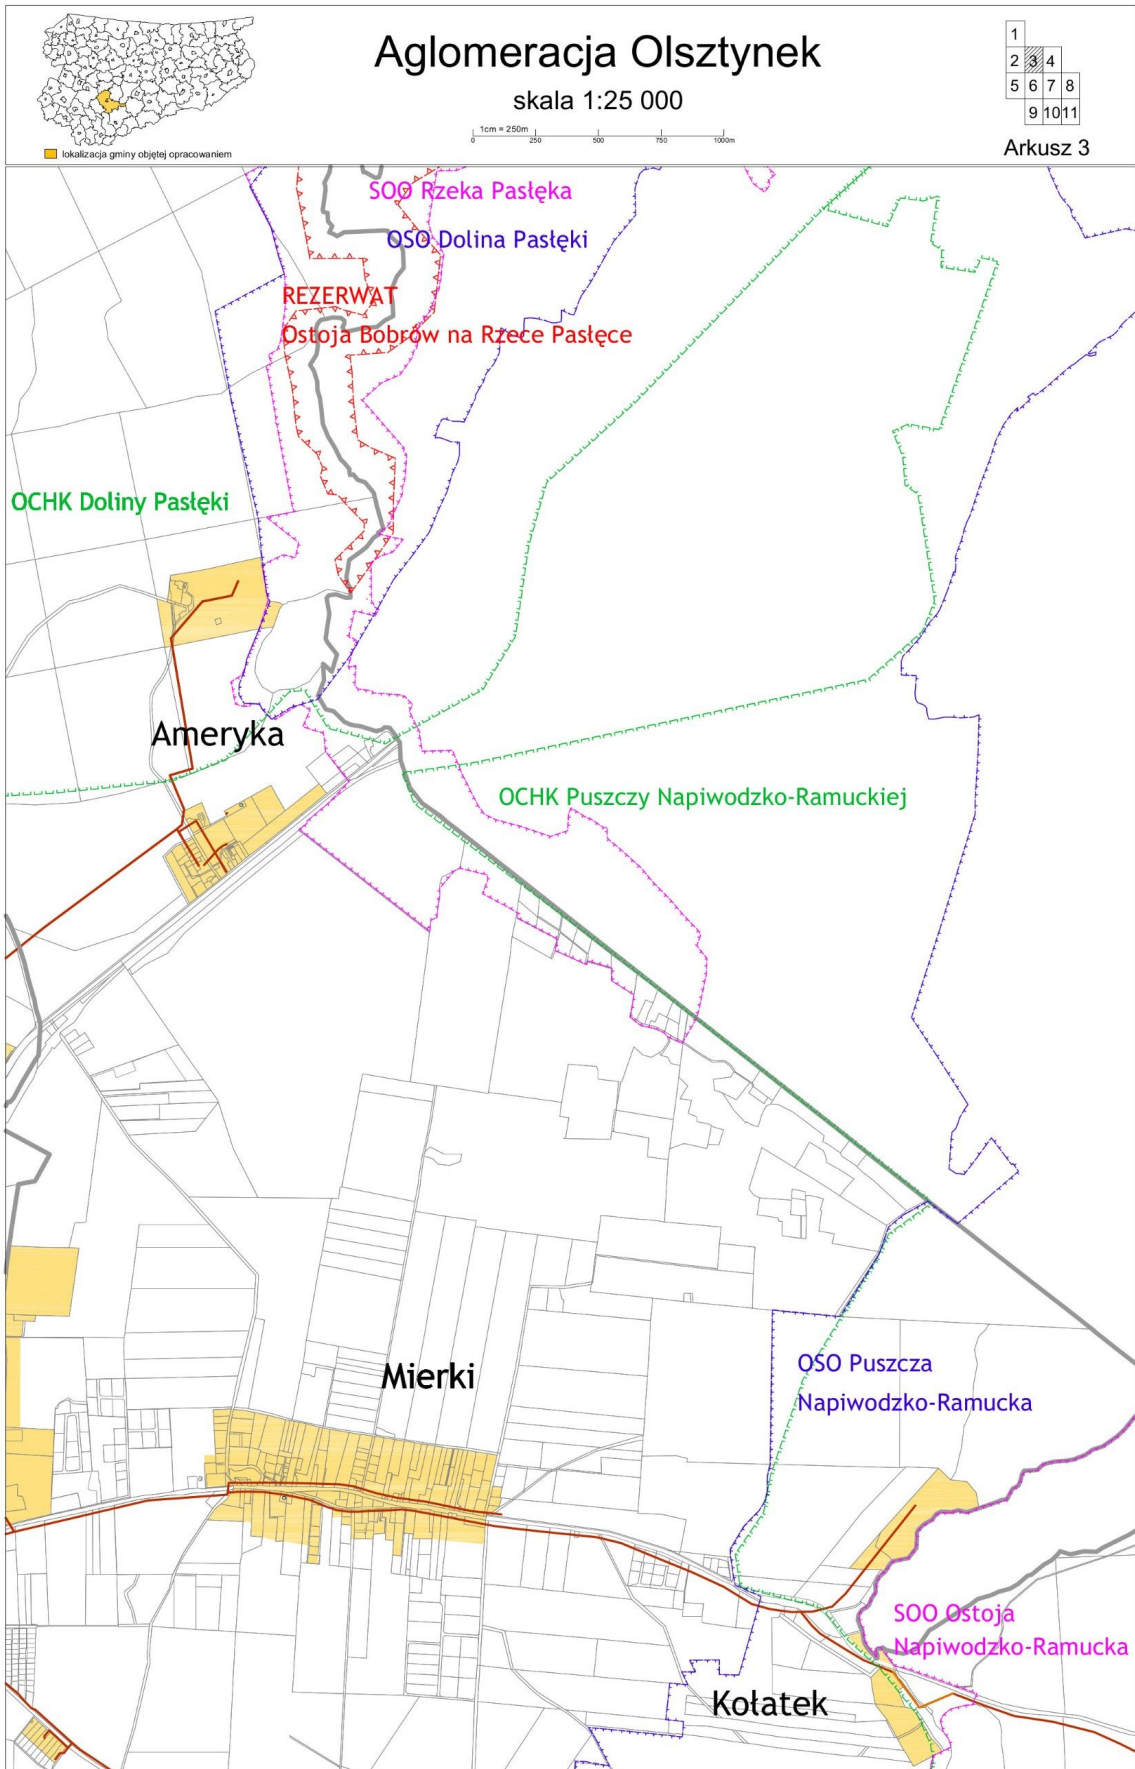 Aglomeracja Olsztynek
skala 1:25 000
1cm = 250m
0 250 500 750 1000m
lokalizacja gminy objętej opracowaniem
1
2 3 4
5 6 7 8
9 10 11
Arkusz 3
SOO Rzeka Pasłęka
OSO Dolina Pasłęki
REZERWAT
Ostoja Bobrów na Rzece Pasłęce
OCHK Doliny Pasłęki
Ameryka
OCHK Puszczy Napiwodzko-Ramuckiej
Mierki
OSO Puszcza
Napiwodzko-Ramucka
SOO Ostoja
Napiwodzko-Ramucka
Kołatek